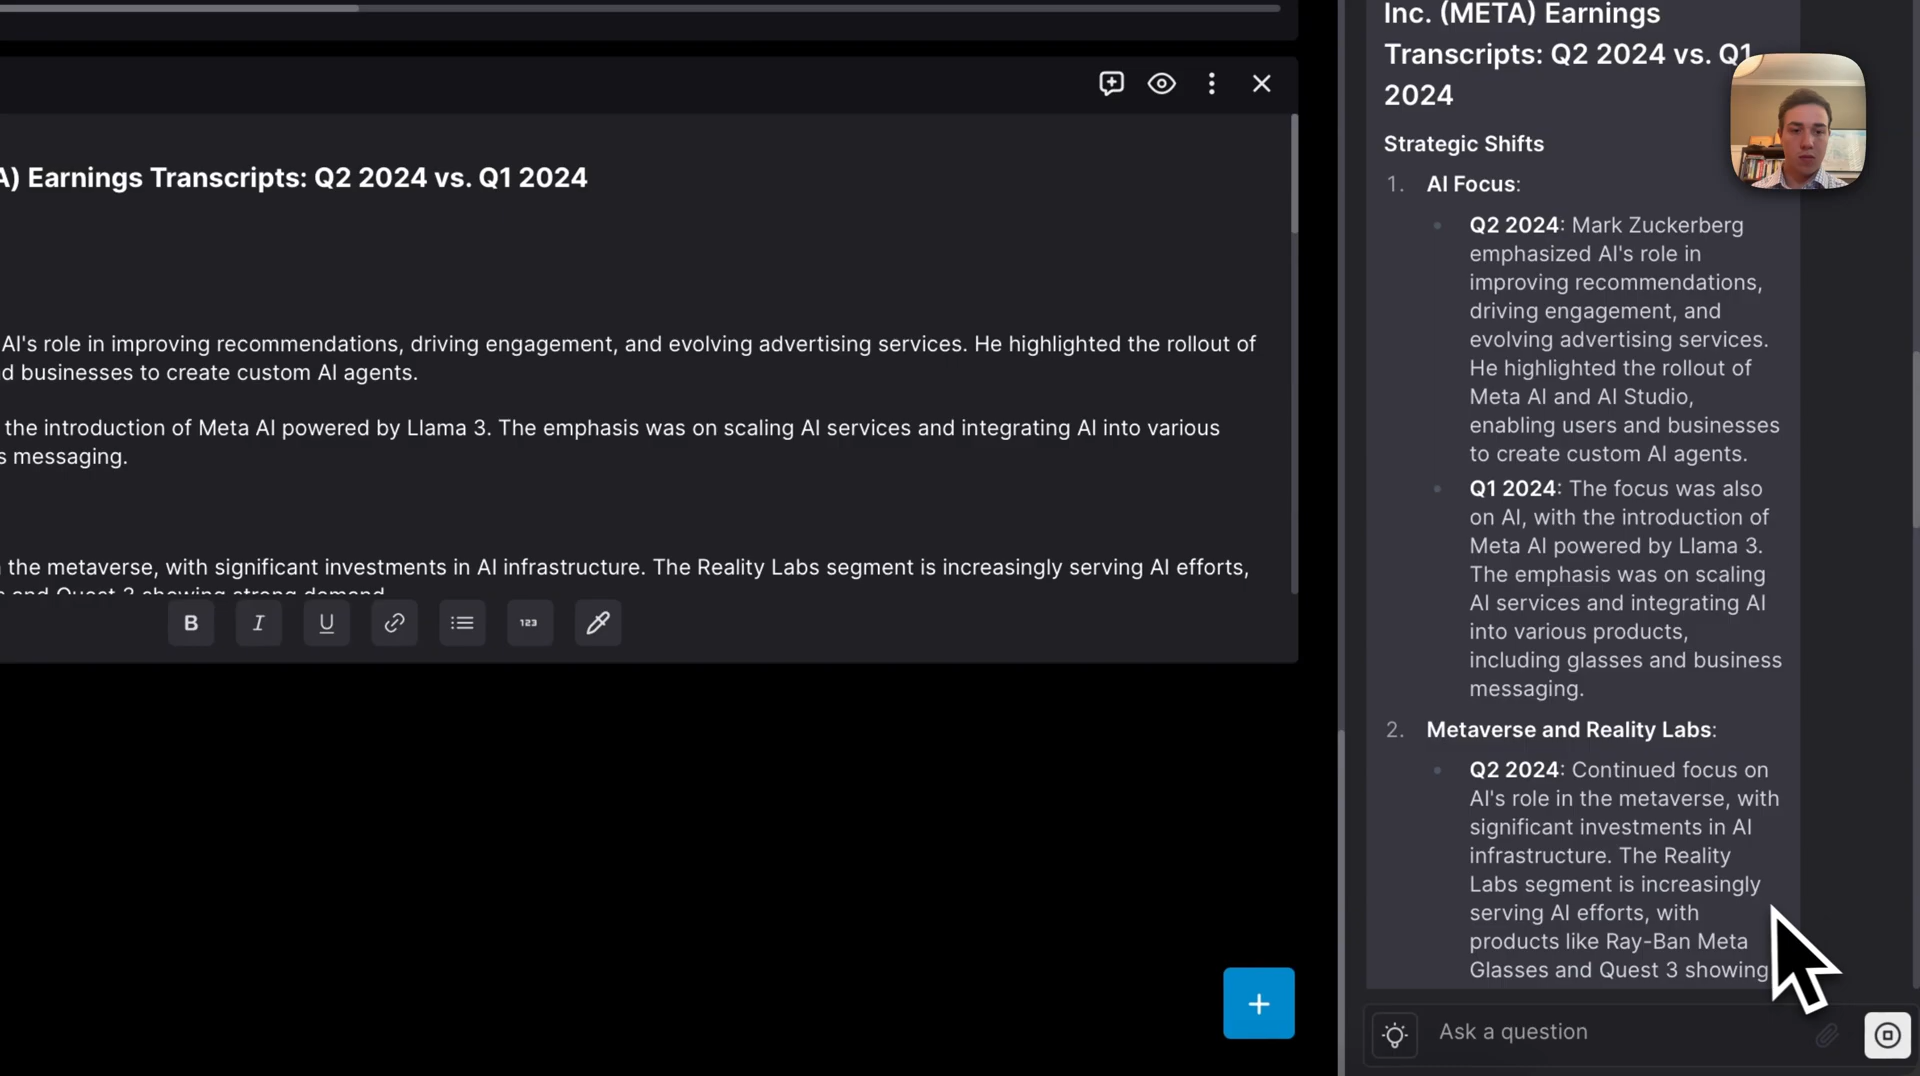 A) Earnings Transcripts: Q2 2024 vs. Q1 2024
AI's role in improving recommendations, driving engagement, and evolving advertising services. He highlighted the rollout of
d businesses to create custom AI agents.
the introduction of Meta AI powered by Llama 3. The emphasis was on scaling AI services and integrating AI into various
s messaging.
the metaverse, with significant investments in AI infrastructure. The Reality Labs segment is increasingly serving AI efforts,
s and Quest 3 showing strong demand
B
I
U
123
+
Inc. (META) Earnings
Transcripts: Q2 2024 vs. Q1
2024
Strategic Shifts
1. AI Focus:
Q2 2024: Mark Zuckerberg
emphasized AI's role in
improving recommendations,
driving engagement, and
evolving advertising services.
He highlighted the rollout of
Meta AI and AI Studio,
enabling users and businesses
to create custom AI agents.
Q1 2024: The focus was also
on AI, with the introduction of
Meta AI powered by Llama 3.
The emphasis was on scaling
AI services and integrating AI
into various products,
including glasses and business
messaging.
2. Metaverse and Reality Labs:
Q2 2024: Continued focus on
AI's role in the metaverse, with
significant investments in AI
infrastructure. The Reality
Labs segment is increasingly
serving AI efforts, with
products like Ray-Ban Meta
Glasses and Quest 3 showing
Ask a question